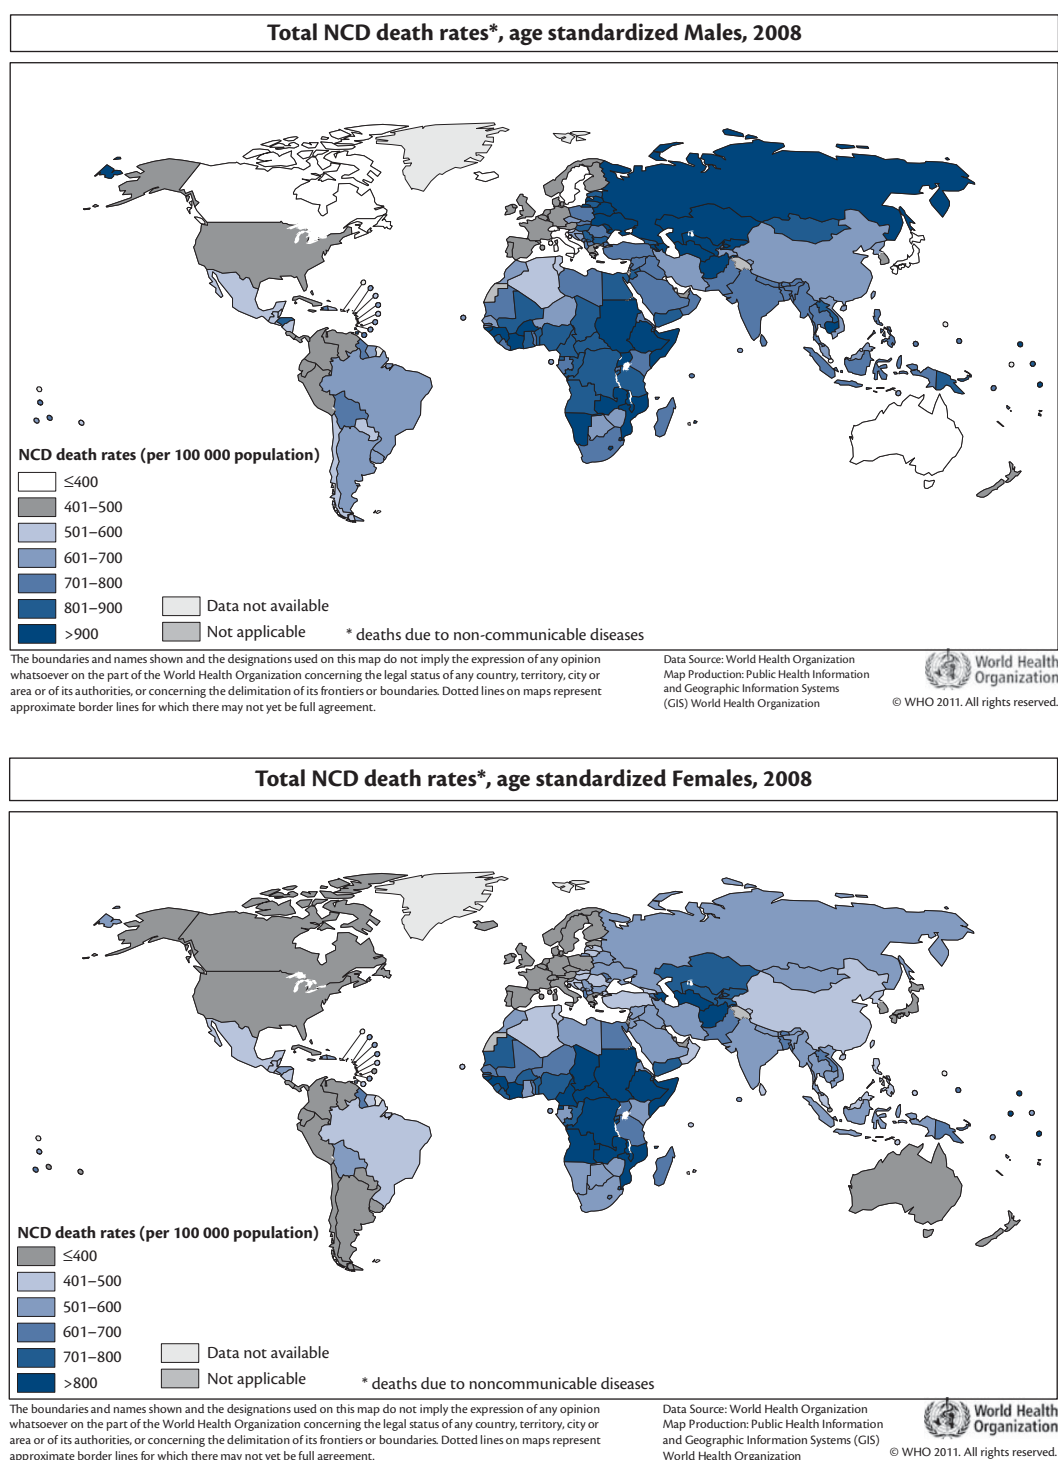 Total NCD death rates*, age standardized Males, 2008
NCD death rates (per 100 000 population)
≤400
401–500
501–600
601–700
701–800
801–900
>900
Data not available
Not applicable
* deaths due to non-communicable diseases
The boundaries and names shown and the designations used on this map do not imply the expression of any opinion
whatsoever on the part of the World Health Organization concerning the legal status of any country, territory, city or
area or of its authorities, or concerning the delimitation of its frontiers or boundaries. Dotted lines on maps represent
approximate border lines for which there may not yet be full agreement.
Data Source: World Health Organization
Map Production: Public Health Information
and Geographic Information Systems
(GIS) World Health Organization
World Health
Organization
© WHO 2011. All rights reserved.
Total NCD death rates*, age standardized Females, 2008
NCD death rates (per 100 000 population)
≤400
401–500
501–600
601–700
701–800
>800
Data not available
Not applicable
* deaths due to noncommunicable diseases
The boundaries and names shown and the designations used on this map do not imply the expression of any opinion
whatsoever on the part of the World Health Organization concerning the legal status of any country, territory, city or
area or of its authorities, or concerning the delimitation of its frontiers or boundaries. Dotted lines on maps represent
approximate border lines for which there may not yet be full agreement.
Data Source: World Health Organization
Map Production: Public Health Information
and Geographic Information Systems (GIS)
World Health Organization
World Health
Organization
© WHO 2011. All rights reserved.